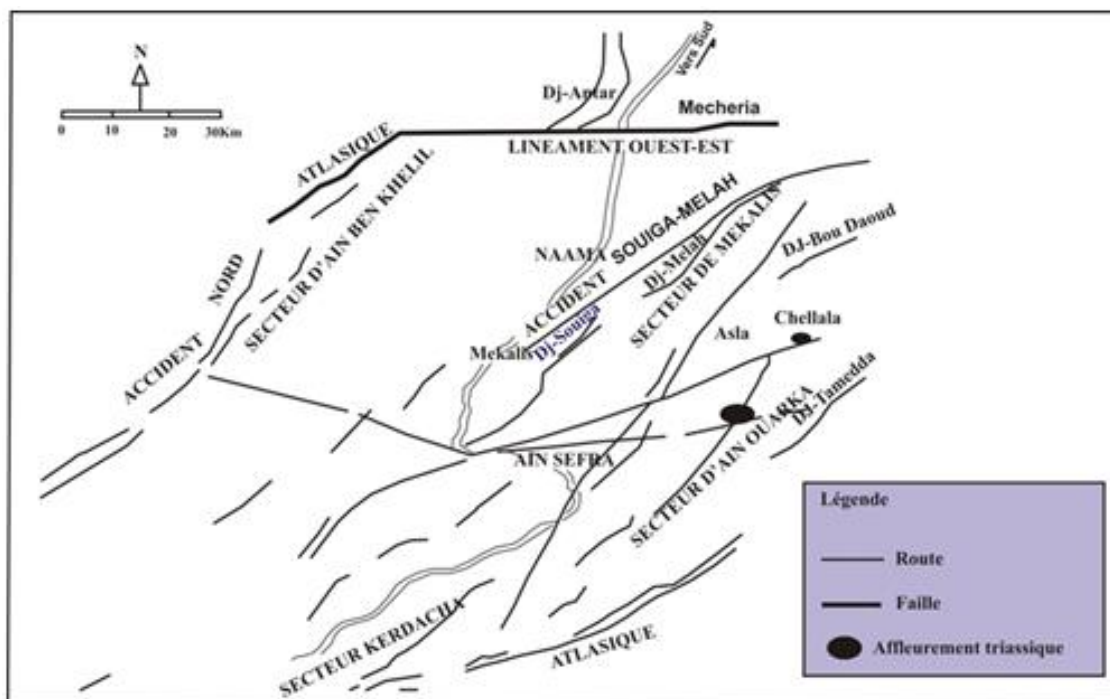 N
0 10 20 30Km
Vers Sud
Dj-Antar
Mecheria
LINEAMENT OUEST-EST
ATLASIQUE
SECTEUR D'AIN BEN KHELIL
NORD
ACCIDENT
NAAMA
ACCIDENT SOUIGA-MELAH
Dj-Melah
SECTEUR DE MEKALIS
DJ-Bou Daoud
Mekalis
Dj-Souiga
Asla
Chellala
DJ-Tamedda
AIN SEFRA
SECTEUR D'AIN OUARKA
SECTEUR KERDACHA
ATLASIQUE
Légende
Route
Faille
Affleurement triassique